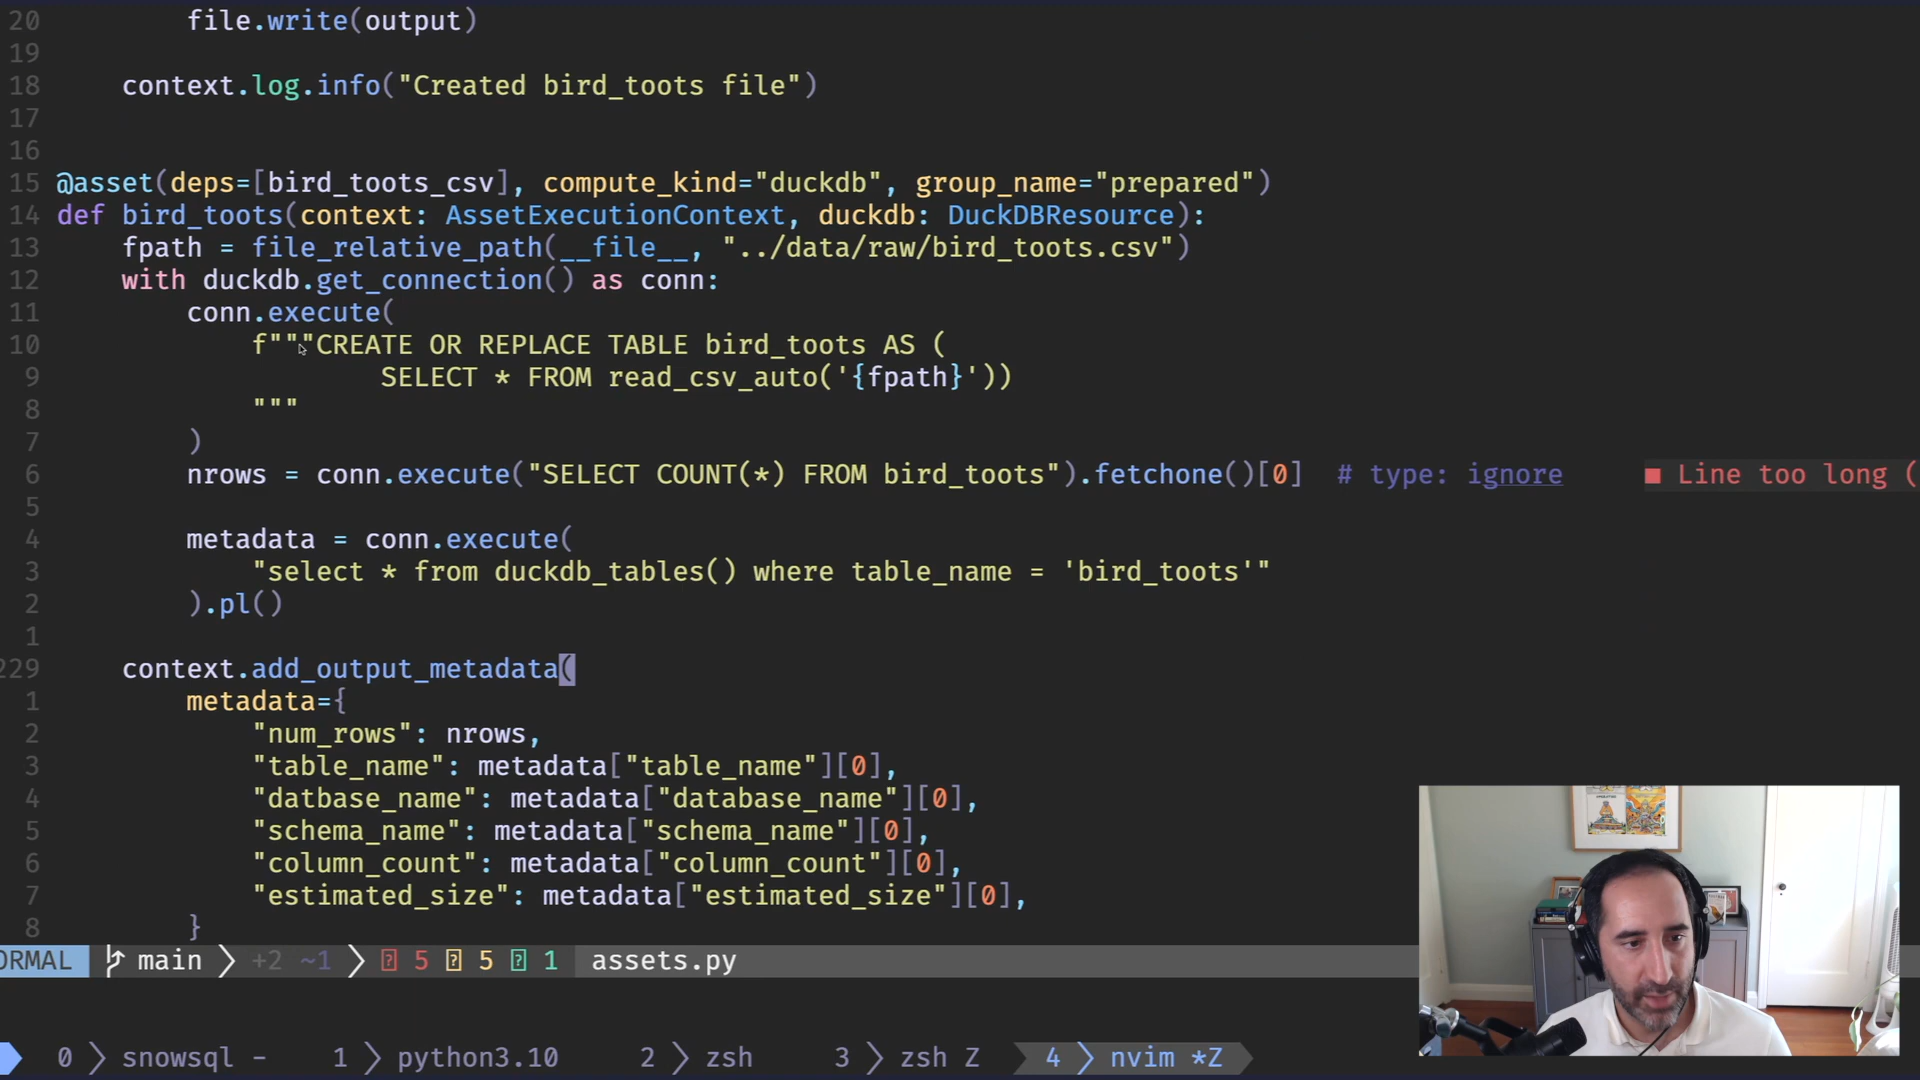 20 file.write(output)
19
18 context.log.info("Created bird_toots file")
17
16
15 @asset(deps=[bird_toots_csv], compute_kind="duckdb", group_name="prepared")
14 def bird_toots(context: AssetExecutionContext, duckdb: DuckDBResource):
13 fpath = file_relative_path(__file__, "../data/raw/bird_toots.csv")
12 with duckdb.get_connection() as conn:
11 conn.execute(
10 f"""CREATE OR REPLACE TABLE bird_toots AS (
9 SELECT * FROM read_csv_auto('{fpath}'))
8 """
7 )
6 nrows = conn.execute("SELECT COUNT(*) FROM bird_toots").fetchone()[0] # type: ignore ■ Line too long (
5
4 metadata = conn.execute(
3 "select * from duckdb_tables() where table_name = 'bird_toots'"
2 ).pl()
1
229 context.add_output_metadata(
1 metadata={
2 "num_rows": nrows,
3 "table_name": metadata["table_name"][0],
4 "datbase_name": metadata["database_name"][0],
5 "schema_name": metadata["schema_name"][0],
6 "column_count": metadata["column_count"][0],
7 "estimated_size": metadata["estimated_size"][0],
8 }
ORMAL main +2 ~1 5 5 1 assets.py
0 snowsql - 1 python3.10 2 zsh 3 zsh Z 4 nvim *Z